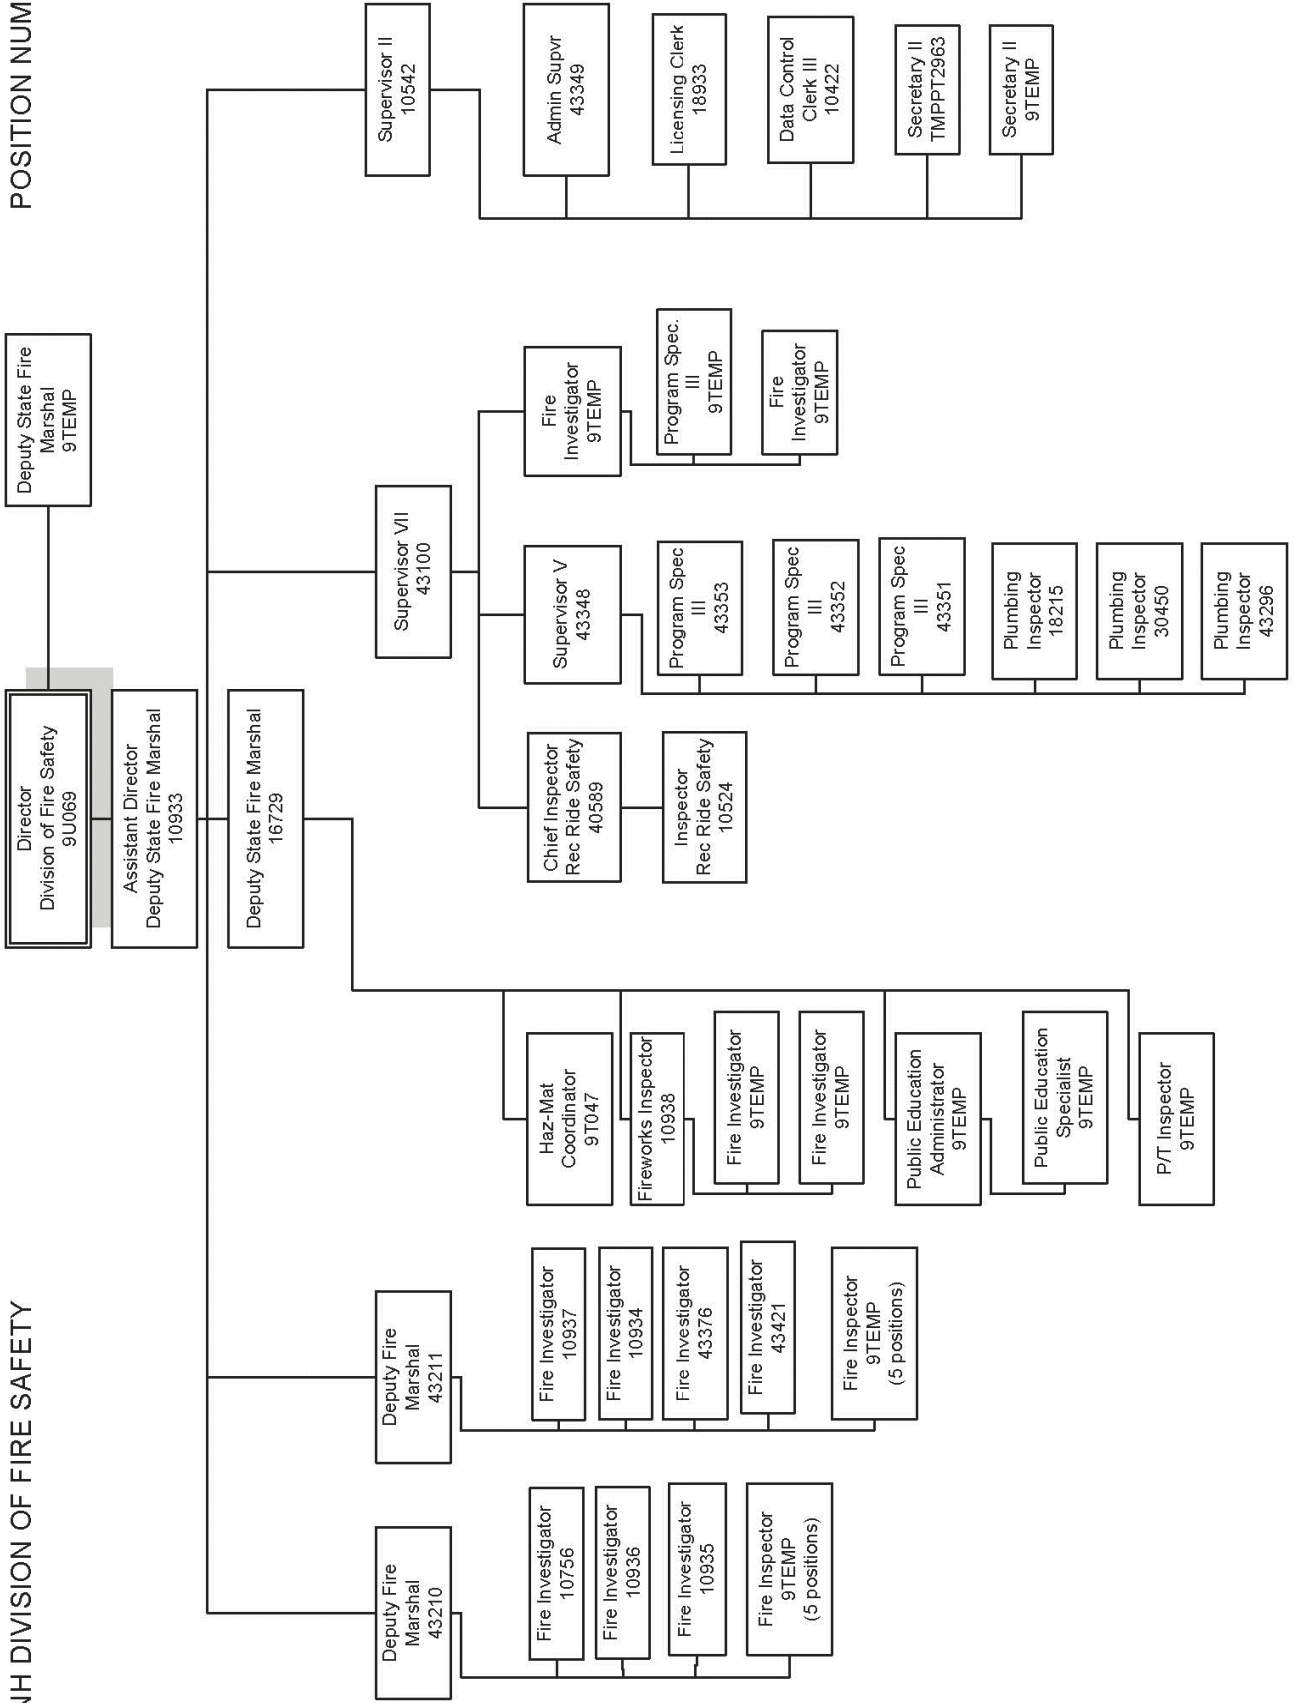 NH DIVISION OF FIRE SAFETY
POSITION NUM
Director
Division of Fire Safety
9U069
Deputy State Fire
Marshal
9TEMP
Assistant Director
Deputy State Fire Marshal
10933
Deputy State Fire Marshal
16729
Deputy Fire
Marshal
43210
Fire Investigator
10756
Fire Investigator
10936
Fire Investigator
10935
Fire Inspector
9TEMP
(5 positions)
Deputy Fire
Marshal
43211
Fire Investigator
10937
Fire Investigator
10934
Fire Investigator
43376
Fire Investigator
43421
Fire Inspector
9TEMP
(5 positions)
Haz-Mat
Coordinator
9T047
Fireworks Inspector
10938
Fire Investigator
9TEMP
Fire Investigator
9TEMP
Public Education
Administrator
9TEMP
Public Education
Specialist
9TEMP
P/T Inspector
9TEMP
Supervisor VII
43100
Chief Inspector
Rec Ride Safety
40589
Inspector
Rec Ride Safety
10524
Supervisor V
43348
Program Spec
III
43353
Program Spec
III
43352
Program Spec
III
43351
Plumbing
Inspector
18215
Plumbing
Inspector
30450
Plumbing
Inspector
43296
Fire
Investigator
9TEMP
Program Spec.
III
9TEMP
Fire
Investigator
9TEMP
Supervisor II
10542
Admin Supvr
43349
Licensing Clerk
18933
Data Control
Clerk III
10422
Secretary II
TMPPT2963
Secretary II
9TEMP